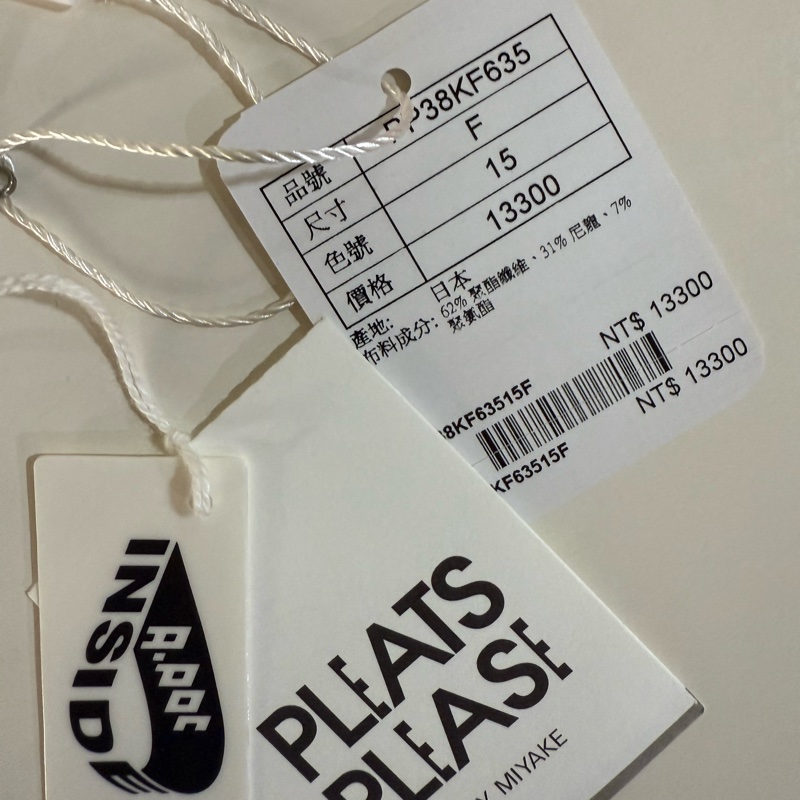 品號 PP38KF635
尺寸 F
色號 15
價格 13300
產地: 日本
布料成分: 62% 聚酯纖維、31% 尼龍、7%
聚氨酯
NT$ 13300
8KF63515F
NT$ 13300
KF63515F
PLEATS
PLEASE
MIYAKE
A.POC
INSIDE